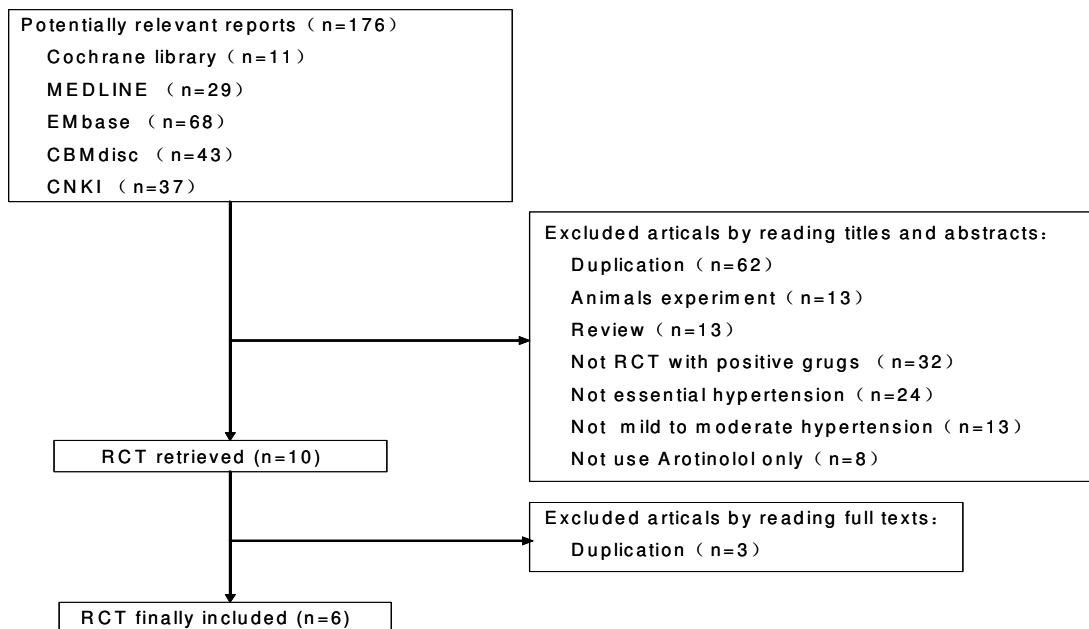 Potentially relevant reports（n=176）
Cochrane library（n=11）
MEDLINE （n=29）
EMbase （n=68）
CBMdisc （n=43）
CNKI （n=37）
Excluded articals by reading titles and abstracts：
Duplication（n=62）
Animals experiment（n=13）
Review（n=13）
Not RCT with positive grugs （n=32）
Not essential hypertension（n=24）
Not mild to moderate hypertension（n=13）
Not use Arotinolol only（n=8）
RCT retrieved (n=10)
Excluded articals by reading full texts：
Duplication（n=3）
RCT finally included (n=6)